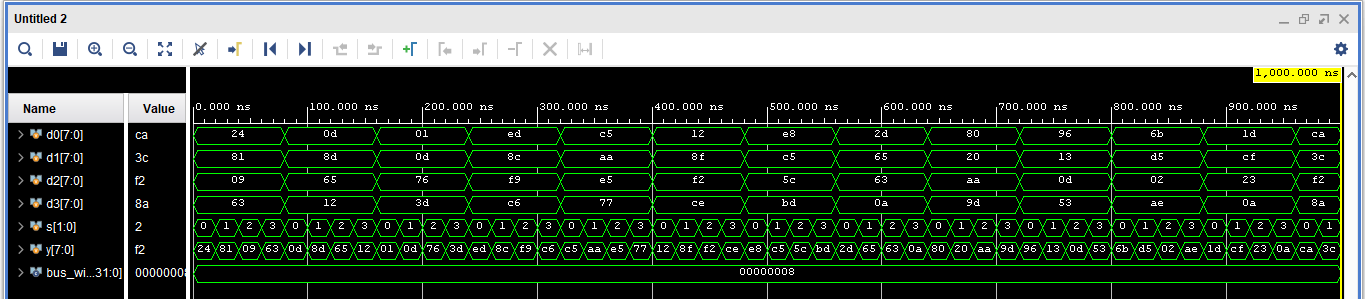 Untitled 2
1,000.000 ns
Name Value
0.000 ns 100.000 ns 200.000 ns 300.000 ns 400.000 ns 500.000 ns 600.000 ns 700.000 ns 800.000 ns 900.000 ns
d0[7:0] ca 24 0d 01 ed c5 12 e8 2d 80 96 6b 1d ca
d1[7:0] 3c 81 8d 0d 8c aa 8f c5 65 20 13 d5 cf 3c
d2[7:0] f2 09 65 76 f9 e5 f2 5c 63 aa 0d 02 23 f2
d3[7:0] 8a 63 12 3d c6 77 ce bd 0a 9d 53 ae 0a 8a
s[1:0] 2 0 1 2 3 0 1 2 3 0 1 2 3 0 1 2 3 0 1 2 3 0 1 2 3 0 1 2 3 0 1 2 3 0 1 2 3 0 1 2 3 0 1 2 3 0 1 2 3 0 1
y[7:0] f2 24 81 09 63 0d 8d 65 12 01 0d 76 3d ed 8c f9 c6 c5 aa e5 77 12 8f f2 ce e8 c5 5c bd 2d 65 63 0a 80 20 aa 9d 96 13 0d 53 6b d5 02 ae 1d cf 23 0a ca 3c
bus_wi...31:0] 00000008 00000008